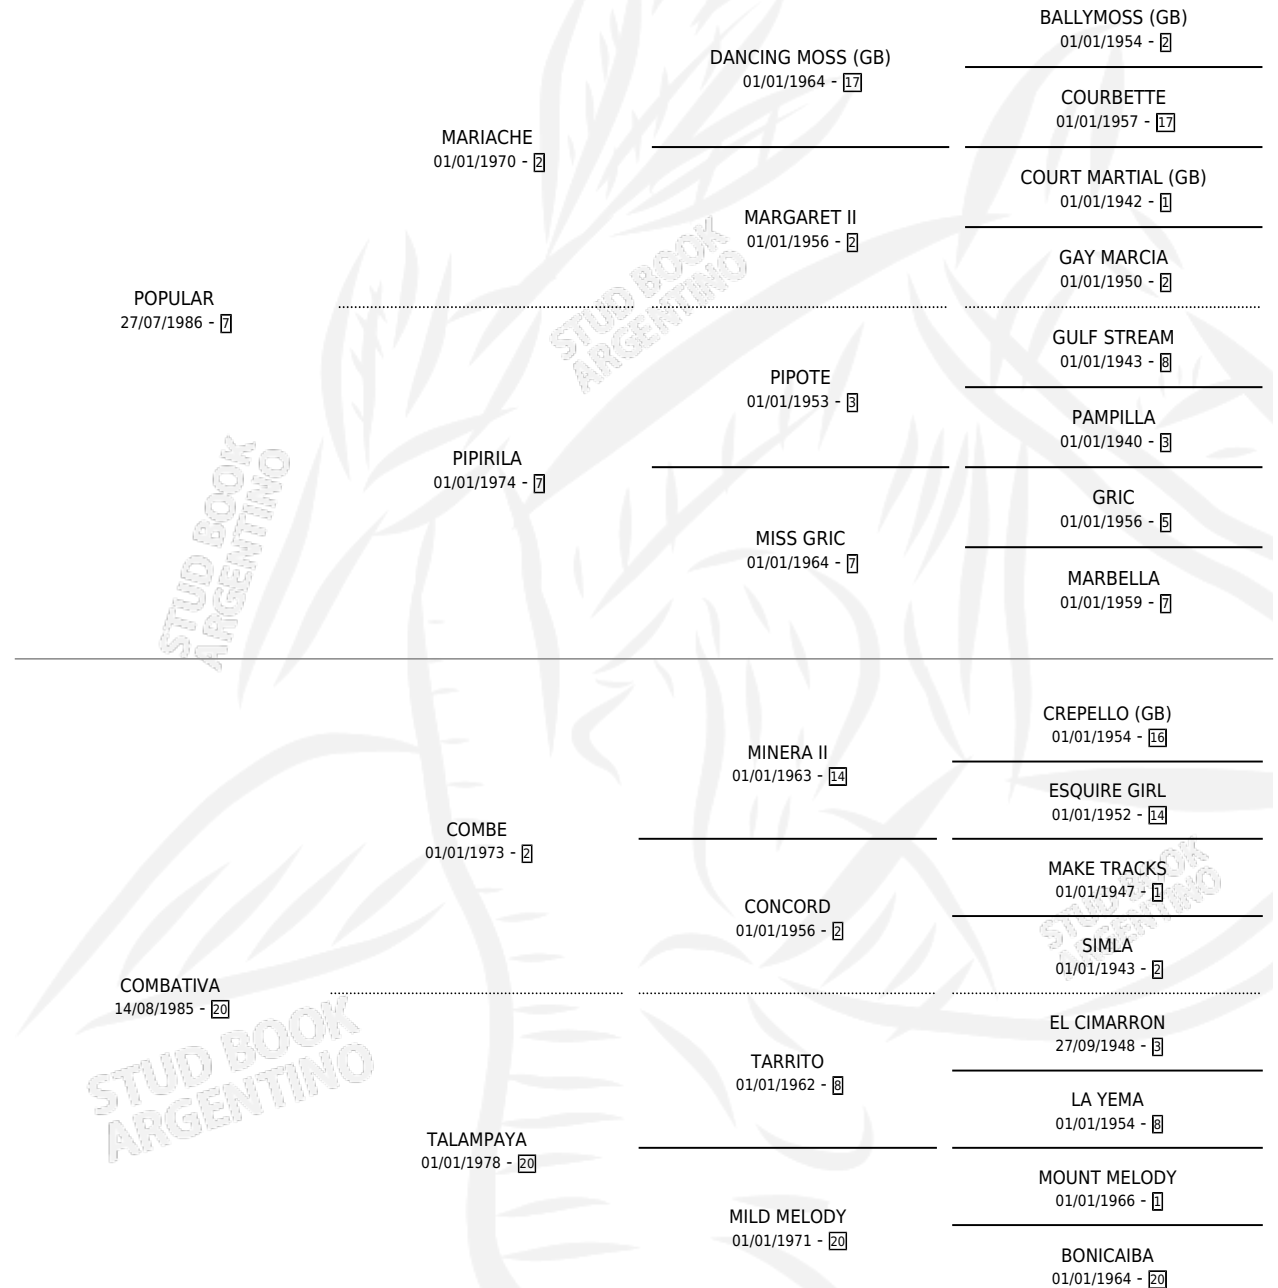 BALLYMOSS (GB)
01/01/1954 - 2
DANCING MOSS (GB)
01/01/1964 - 17
COURBETTE
01/01/1957 - 17
MARIACHE
01/01/1970 - 2
COURT MARTIAL (GB)
01/01/1942 - 1
MARGARET II
01/01/1956 - 2
GAY MARCIA
01/01/1950 - 2
POPULAR
27/07/1986 - 7
GULF STREAM
01/01/1943 - 8
PIPOTE
01/01/1953 - 3
PAMPILLA
01/01/1940 - 3
PIPIRILA
01/01/1974 - 7
GRIC
01/01/1956 - 5
MISS GRIC
01/01/1964 - 7
MARBELLA
01/01/1959 - 7
CREPELLO (GB)
01/01/1954 - 16
MINERA II
01/01/1963 - 14
ESQUIRE GIRL
01/01/1952 - 14
COMBE
01/01/1973 - 2
MAKE TRACKS
01/01/1947 - 1
CONCORD
01/01/1956 - 2
SIMLA
01/01/1943 - 2
COMBATIVA
14/08/1985 - 20
EL CIMARRON
27/09/1948 - 3
TARRITO
01/01/1962 - 8
LA YEMA
01/01/1954 - 8
TALAMPAYA
01/01/1978 - 20
MOUNT MELODY
01/01/1966 - 1
MILD MELODY
01/01/1971 - 20
BONICAIBA
01/01/1964 - 20
STUD BOOK
ARGENTINO
STUD BOOK
ARGENTINO
STUD BOOK
ARGENTINO
STUD BOOK
ARGENTINO